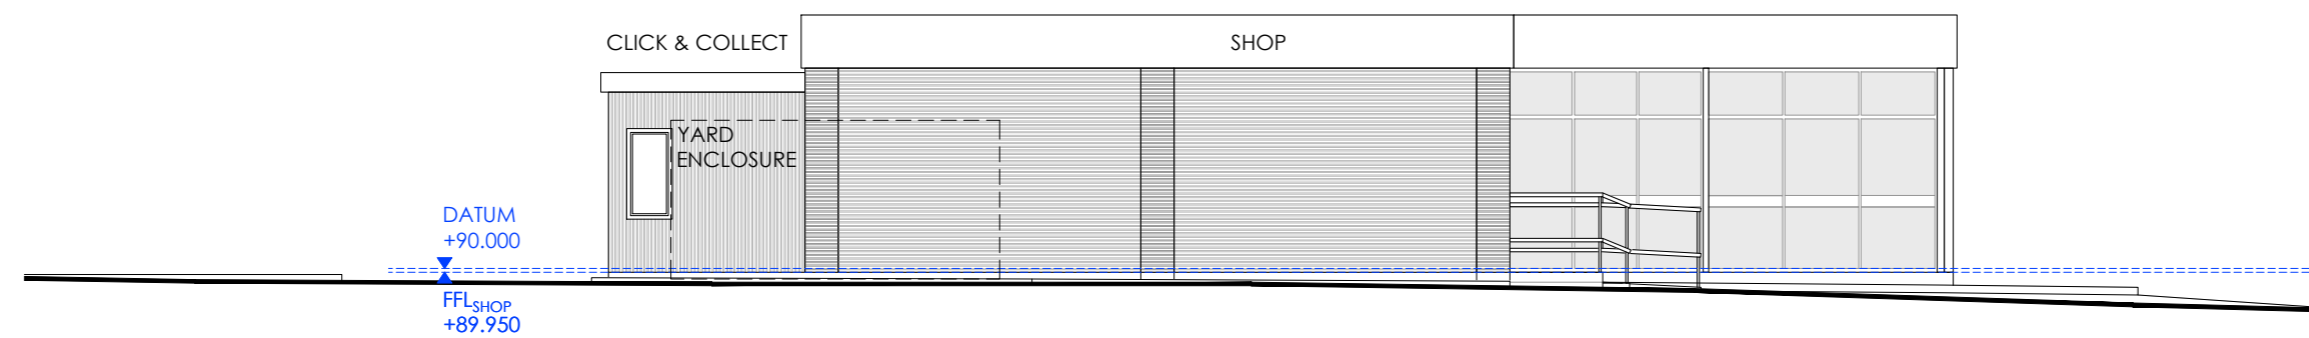 CLICK & COLLECT
SHOP
YARD
ENCLOSURE
DATUM
+90.000
FFLSHOP
+89.950